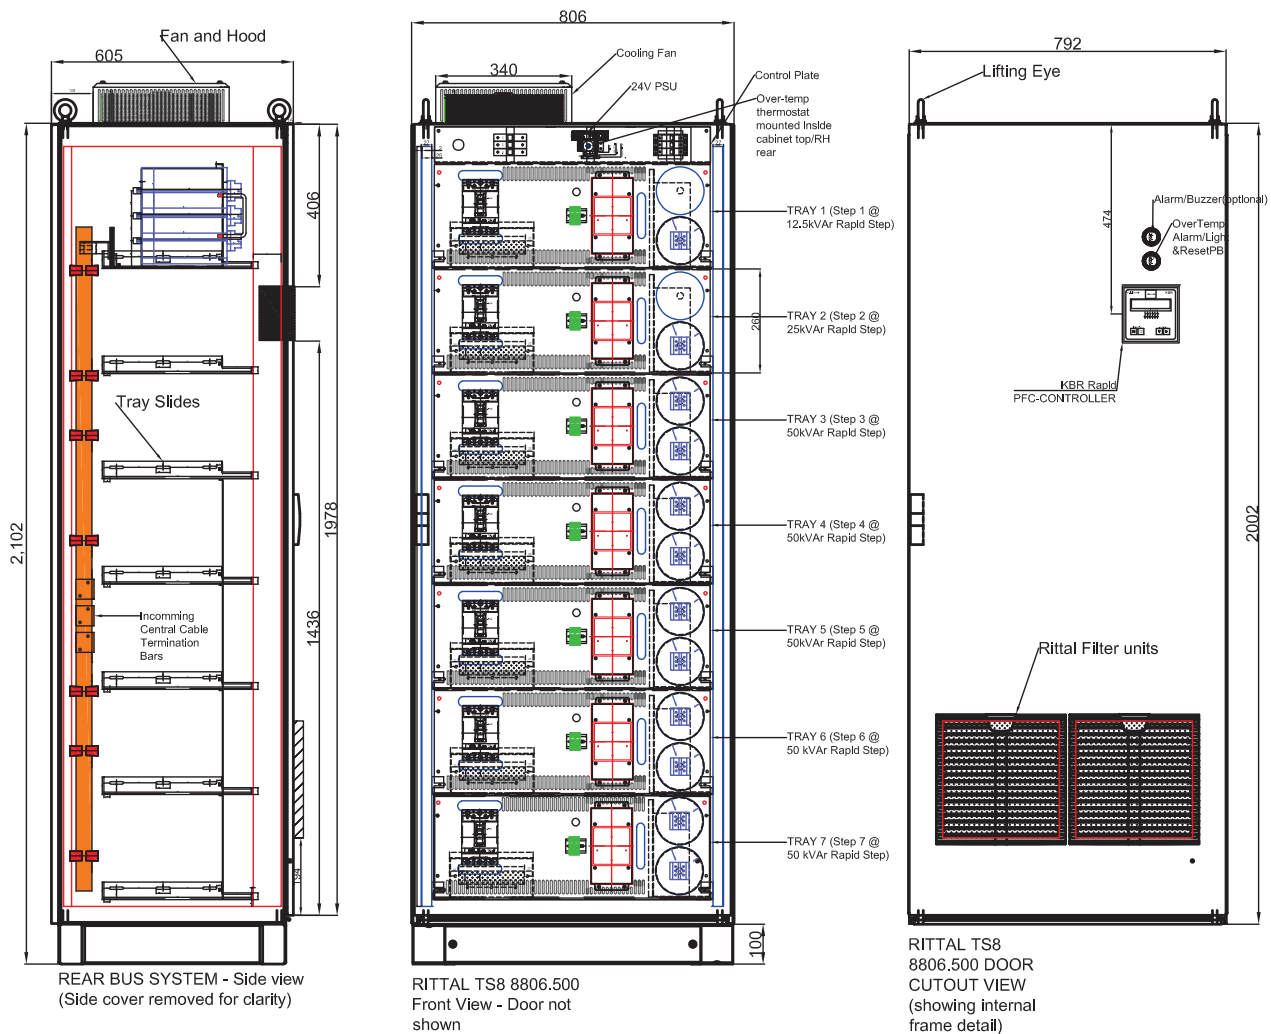 Fan and Hood
605
406
Tray Slides
1978
2,102
1436
Incomming
Central Cable
Termination
Bars
194
REAR BUS SYSTEM - Side view
(Side cover removed for clarity)
806
Cooling Fan
340
24V PSU
Control Plate
Over-temp
thermostat
mounted Inside
cabinet top/RH
rear
TRAY 1 (Step 1 @
12.5kVAr Rapid Step)
TRAY 2 (Step 2 @
25kVAr Rapid Step)
260
TRAY 3 (Step 3 @
50kVAr Rapid Step)
TRAY 4 (Step 4 @
50kVAr Rapid Step)
TRAY 5 (Step 5 @
50kVAr Rapid Step)
TRAY 6 (Step 6 @
50 kVAr Rapid Step)
TRAY 7 (Step 7 @
50 kVAr Rapid Step)
100
RITTAL TS8 8806.500
Front View - Door not
shown
792
Lifting Eye
474
Alarm/Buzzer(optional)
OverTemp
Alarm/Light
&ResetPB
KBR Rapid
PFC-CONTROLLER
2002
Rittal Filter units
RITTAL TS8
8806.500 DOOR
CUTOUT VIEW
(showing internal
frame detail)